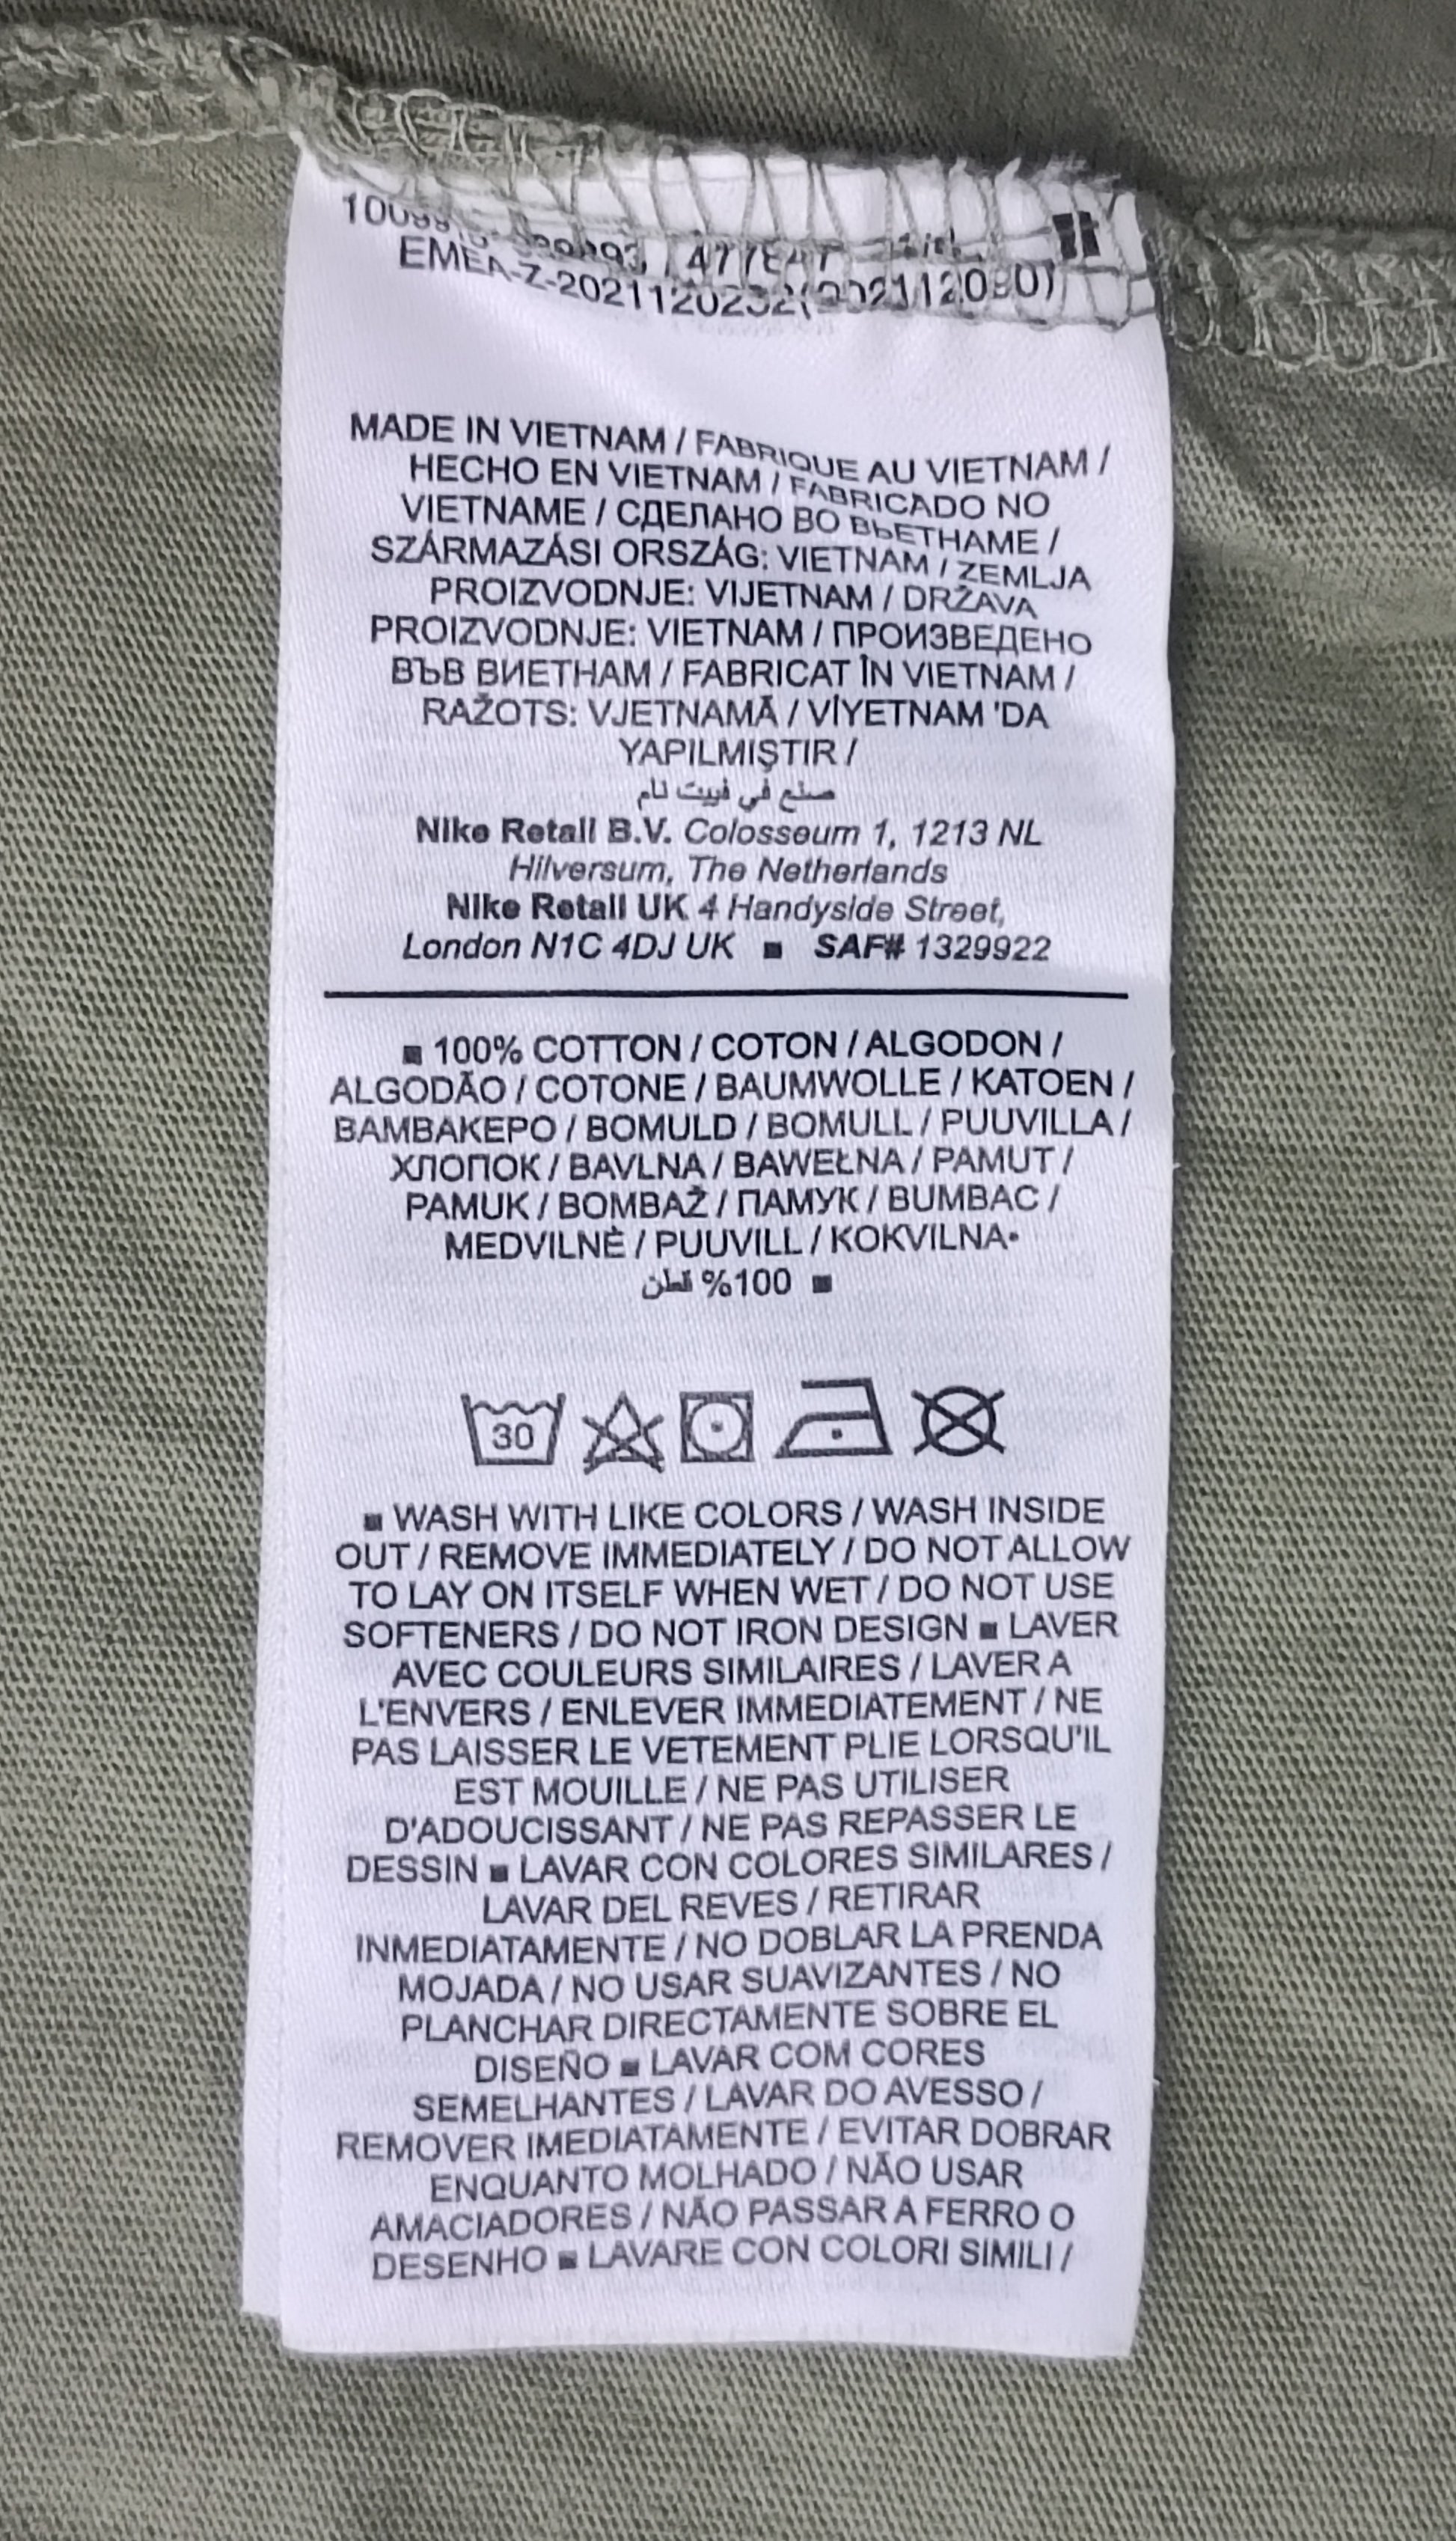 EMEA-Z-2021120232(
MADE IN VIETNAM / FABRIQUE AU VIETNAM /
HECHO EN VIETNAM / FABRICADO NO
VIETNAME / СДЕЛАНО ВО ВЬЕТНАМЕ /
SZÁRMAZÁSI ORSZÁG: VIETNAM / ZEMLJA
PROIZVODNJE: VIJETNAM / DRŽAVA
PROIZVODNJE: VIETNAM / ПРОИЗВЕДЕНО
ВЪВ ВИЕТНАМ / FABRICAT ÎN VIETNAM /
RAŽOTS: VJETNAMĀ / VİYETNAM 'DA
YAPILMIŞTIR /
صنع في فييت نام
Nike Retail B.V. Colosseum 1, 1213 NL
Hilversum, The Netherlands
Nike Retail UK 4 Handyside Street,
London N1C 4DJ UK ■ SAF# 1329922
■ 100% COTTON / COTON / ALGODON /
ALGODÃO / COTONE / BAUMWOLLE / KATOEN /
ΒΑΜΒΑΚΕΡΟ / BOMULD / BOMULL / PUUVILLA /
ХЛОПОК / BAVLNA / BAWEŁNA / PAMUT /
PAMUK / BOMBAŽ / ПАМУК / BUMBAC /
MEDVILNĖ / PUUVILL / KOKVILNA•
■ 100% قطن
30
■ WASH WITH LIKE COLORS / WASH INSIDE
OUT / REMOVE IMMEDIATELY / DO NOT ALLOW
TO LAY ON ITSELF WHEN WET / DO NOT USE
SOFTENERS / DO NOT IRON DESIGN ■ LAVER
AVEC COULEURS SIMILAIRES / LAVER A
L'ENVERS / ENLEVER IMMEDIATEMENT / NE
PAS LAISSER LE VETEMENT PLIE LORSQU'IL
EST MOUILLE / NE PAS UTILISER
D'ADOUCISSANT / NE PAS REPASSER LE
DESSIN ■ LAVAR CON COLORES SIMILARES /
LAVAR DEL REVES / RETIRAR
INMEDIATAMENTE / NO DOBLAR LA PRENDA
MOJADA / NO USAR SUAVIZANTES / NO
PLANCHAR DIRECTAMENTE SOBRE EL
DISEÑO ■ LAVAR COM CORES
SEMELHANTES / LAVAR DO AVESSO /
REMOVER IMEDIATAMENTE / EVITAR DOBRAR
ENQUANTO MOLHADO / NÃO USAR
AMACIADORES / NÃO PASSAR A FERRO O
DESENHO ■ LAVARE CON COLORI SIMILI /